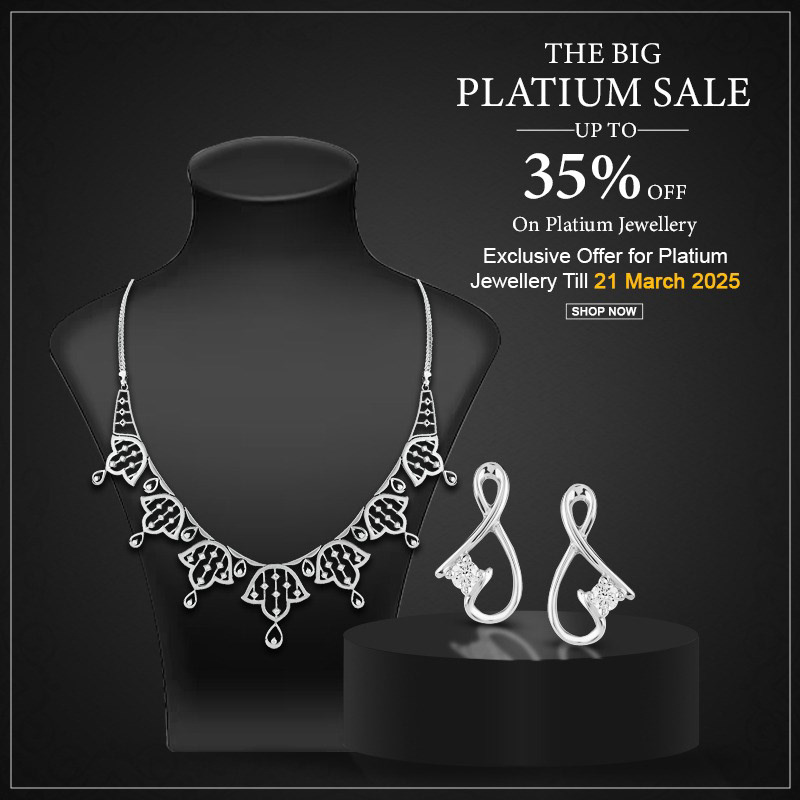 THE BIG
PLATIUM SALE
UP TO
35% OFF
On Platium Jewellery
Exclusive Offer for Platium
Jewellery Till 21 March 2025
SHOP NOW